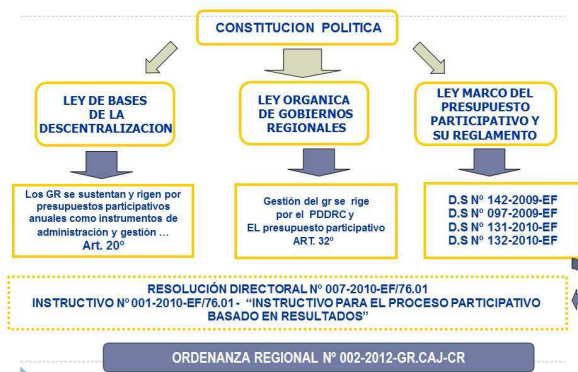 CONSTITUCION POLITICA
LEY DE BASES
DE LA
DESCENTRALIZACION
LEY ORGANICA
DE GOBIERNOS
REGIONALES
LEY MARCO DEL
PRESUPUESTO
PARTICIPATIVO Y
SU REGLAMENTO
Los GR se sustentan y rigen por
presupuestos participativos
anuales como instrumentos de
administración y gestión ...
Art. 20º
Gestión del gr se rige
por el PDDRC y
EL presupuesto participativo
ART. 32º
D.S Nº 142-2009-EF
D.S Nº 097-2009-EF
D.S Nº 131-2010-EF
D.S Nº 132-2010-EF
RESOLUCIÓN DIRECTORAL Nº 007-2010-EF/76.01
INSTRUCTIVO Nº 001-2010-EF/76.01 - “INSTRUCTIVO PARA EL PROCESO PARTICIPATIVO
BASADO EN RESULTADOS”
ORDENANZA REGIONAL Nº 002-2012-GR.CAJ-CR